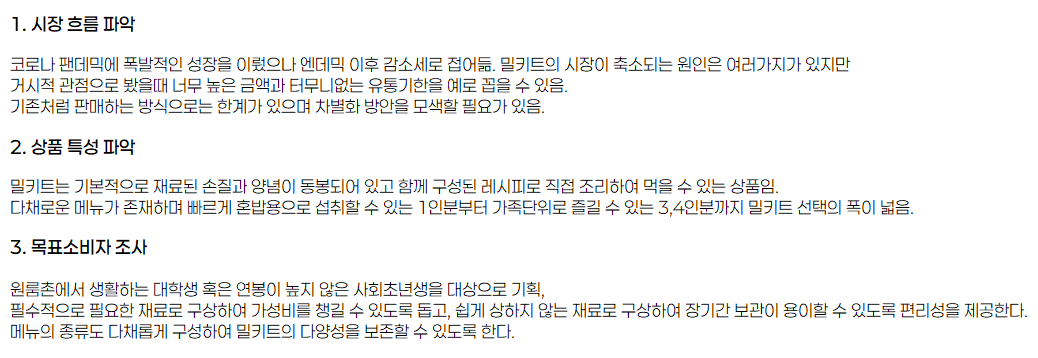 1. 시장 흐름 파악
코로나 팬데믹에 폭발적인 성장을 이뤘으나 엔데믹 이후 감소세로 접어듦. 밀키트의 시장이 축소되는 원인은 여러가지가 있지만
거시적 관점으로 봤을때 너무 높은 금액과 터무니없는 유통기한을 예로 꼽을 수 있음.
기존처럼 판매하는 방식으로는 한계가 있으며 차별화 방안을 모색할 필요가 있음.
2. 상품 특성 파악
밀키트는 기본적으로 재료된 손질과 양념이 동봉되어 있고 함께 구성된 레시피로 직접 조리하여 먹을 수 있는 상품임.
다채로운 메뉴가 존재하며 빠르게 혼밥용으로 섭취할 수 있는 1인분부터 가족단위로 즐길 수 있는 3,4인분까지 밀키트 선택의 폭이 넓음.
3. 목표소비자 조사
원룸촌에서 생활하는 대학생 혹은 연봉이 높지 않은 사회초년생을 대상으로 기획,
필수적으로 필요한 재료로 구상하여 가성비를 챙길 수 있도록 돕고, 쉽게 상하지 않는 재료로 구상하여 장기간 보관이 용이할 수 있도록 편리성을 제공한다.
메뉴의 종류도 다채롭게 구성하여 밀키트의 다양성을 보존할 수 있도록 한다.